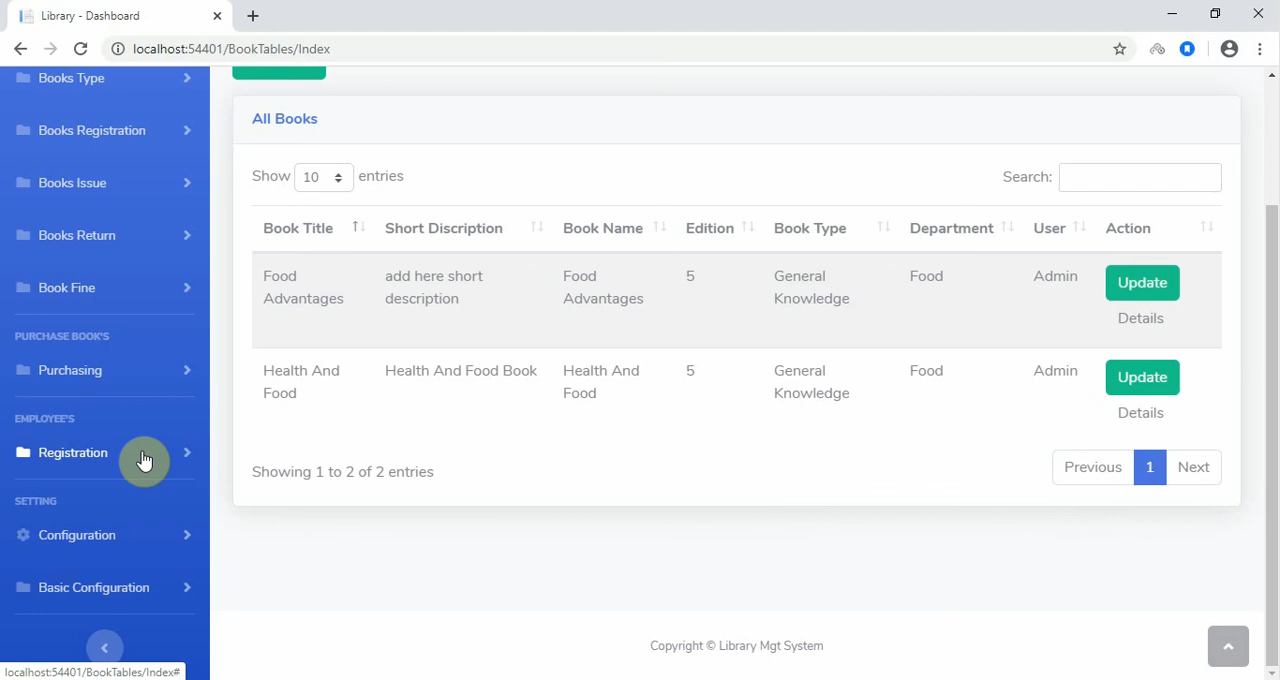 Library - Dashboard
localhost:54401/BookTables/Index
Books Type
Books Registration
Books Issue
Books Return
Book Fine
PURCHASE BOOK'S
Purchasing
EMPLOYEE'S
Registration
SETTING
Configuration
Basic Configuration
localhost:54401/BookTables/Index#
All Books
Show 10 entries
Search:
Book Title Short Discription Book Name Edition Book Type Department User Action
Food add here short Food 5 General Food Admin Update
Advantages description Advantages Knowledge
Details
Health And Health And Food Book Health And 5 General Food Admin Update
Food Food Knowledge
Details
Showing 1 to 2 of 2 entries
Previous 1 Next
Copyright © Library Mgt System